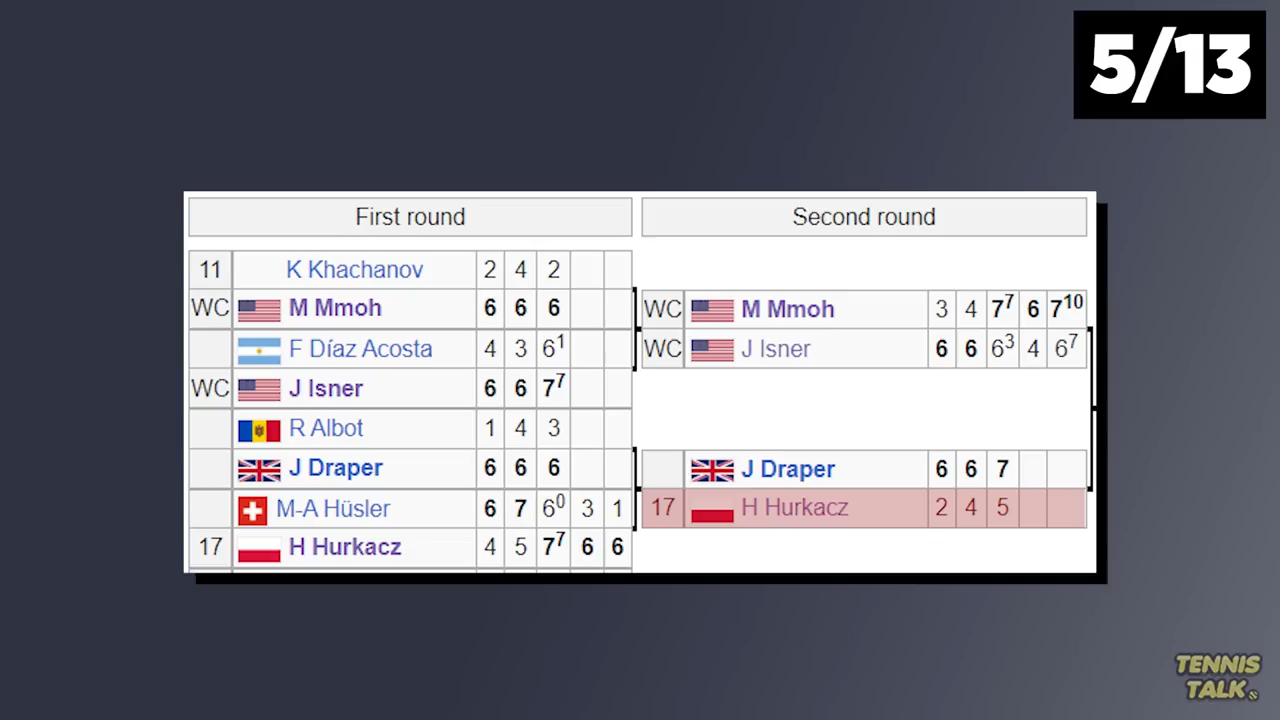 5/13
First round Second round
11 K Khachanov 2 4 2
WC M Mmoh 6 6 6 WC M Mmoh 3 4 7⁷ 6 7¹⁰
F Díaz Acosta 4 3 6¹ WC J Isner 6 6 6³ 4 6⁷
WC J Isner 6 6 7⁷
R Albot 1 4 3
J Draper 6 6 6 J Draper 6 6 7
M-A Hüsler 6 7 6⁰ 3 1 17 H Hurkacz 2 4 5
17 H Hurkacz 4 5 7⁷ 6 6
TENNIS
TALK